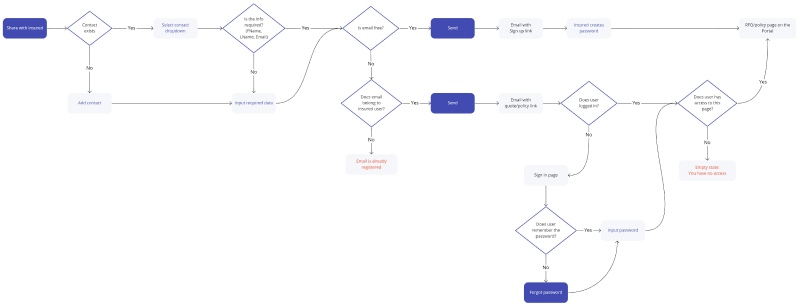 Share with insured
Contact
exists
Yes
Select contact
dropdown
Is the info
required?
(FName,
LName, Email)
Yes
Is email free?
Yes
Send
Email with
Sign up link
Insured creates
password
RFQ/policy page on the
Portal
No
No
No
Yes
Add contact
Input required data
Does email
belong to
insured user?
Yes
Send
Email with
quote/policy link
Does user
logged in?
Yes
Does user has
access to this
page?
No
No
No
Email is already
registered
Empty state
You have no access
Sign in page
Does user
remember the
password?
Yes
Input password
No
Forgot password